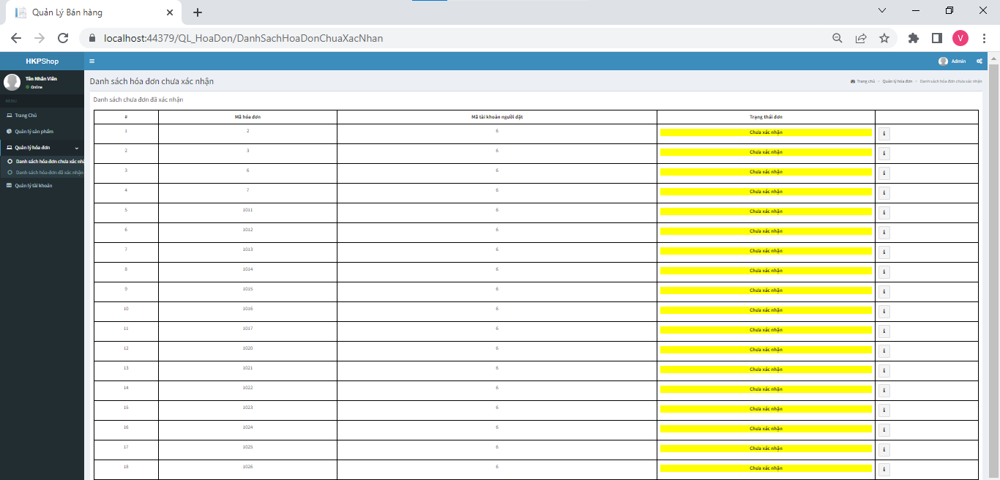 Quản Lý Bán hàng
localhost:44379/QL_HoaDon/DanhSachHoaDonChuaXacNhan
V
HKPShop
Admin
Tên Nhân Viên
Online
MENU
Trang Chủ
Quản lý sản phẩm
Quản lý hóa đơn
Danh sách hóa đơn chưa xác nhậ
Danh sách hóa đơn đã xác nhận
Quản lý tài khoản
Danh sách hóa đơn chưa xác nhận
Trang chủ > Quản lý hóa đơn > Danh sách hóa đơn chưa xác nhận
Danh sách chưa đơn đã xác nhận
# Mã hóa đơn Mã tài khoản người đặt Trạng thái đơn
1 2 6 Chưa xác nhận i
2 3 6 Chưa xác nhận i
3 6 6 Chưa xác nhận i
4 7 6 Chưa xác nhận i
5 1011 6 Chưa xác nhận i
6 1012 6 Chưa xác nhận i
7 1013 6 Chưa xác nhận i
8 1014 6 Chưa xác nhận i
9 1015 6 Chưa xác nhận i
10 1016 6 Chưa xác nhận i
11 1017 6 Chưa xác nhận i
12 1020 6 Chưa xác nhận i
13 1021 6 Chưa xác nhận i
14 1022 6 Chưa xác nhận i
15 1023 6 Chưa xác nhận i
16 1024 6 Chưa xác nhận i
17 1025 6 Chưa xác nhận i
18 1026 6 Chưa xác nhận i